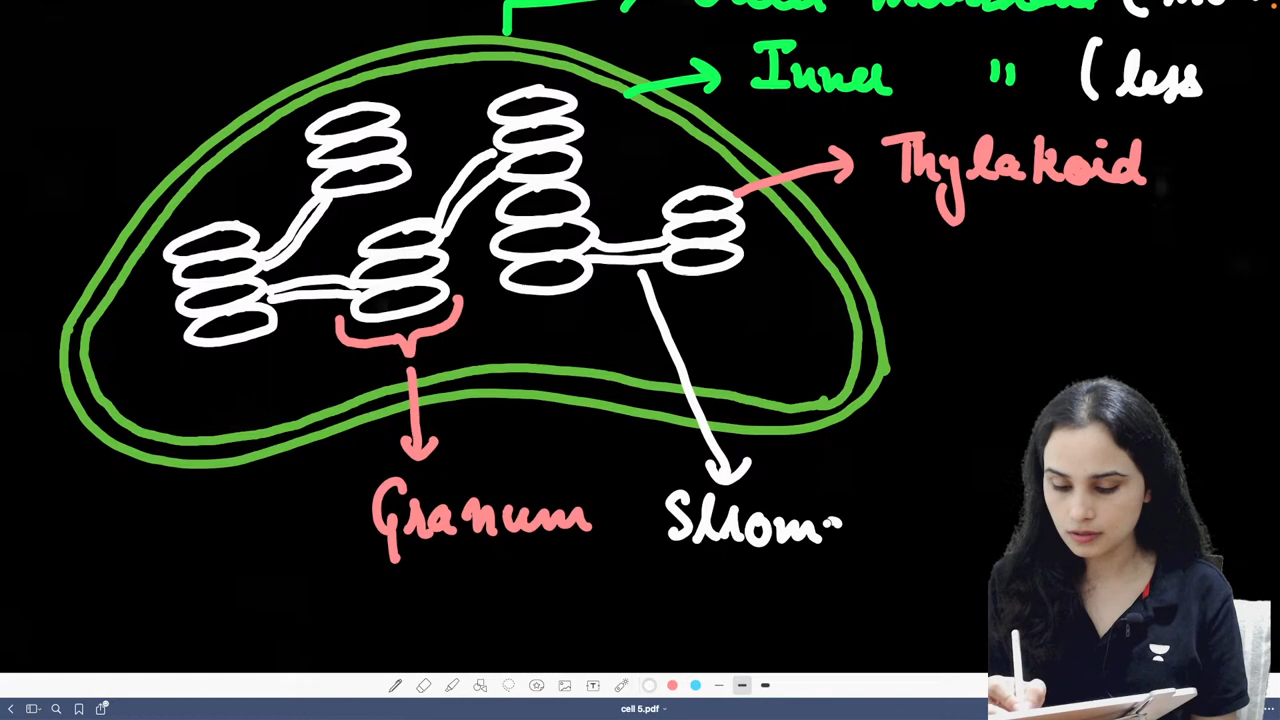 Inner " (less
Thylakoid
Granum Strom
cell 5.pdf